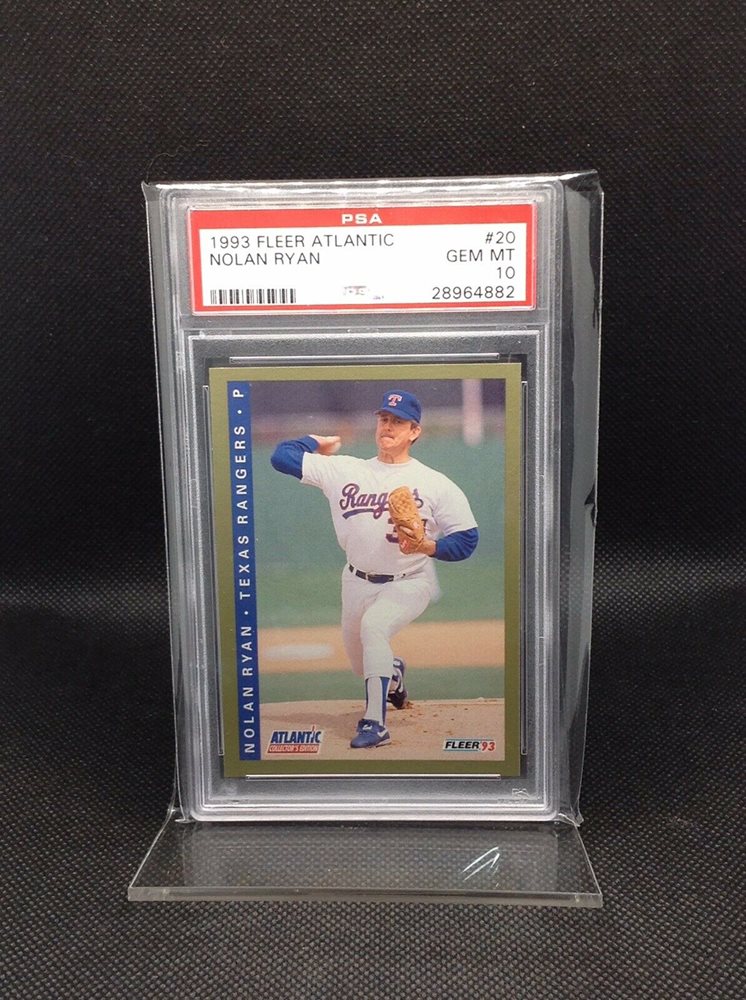 PSA
1993 FLEER ATLANTIC #20
NOLAN RYAN GEM MT
10
28964882
NOLAN RYAN · TEXAS RANGERS · P
T
Rangers
3
ATLANTIC
COLLECTOR'S EDITION
FLEER 93